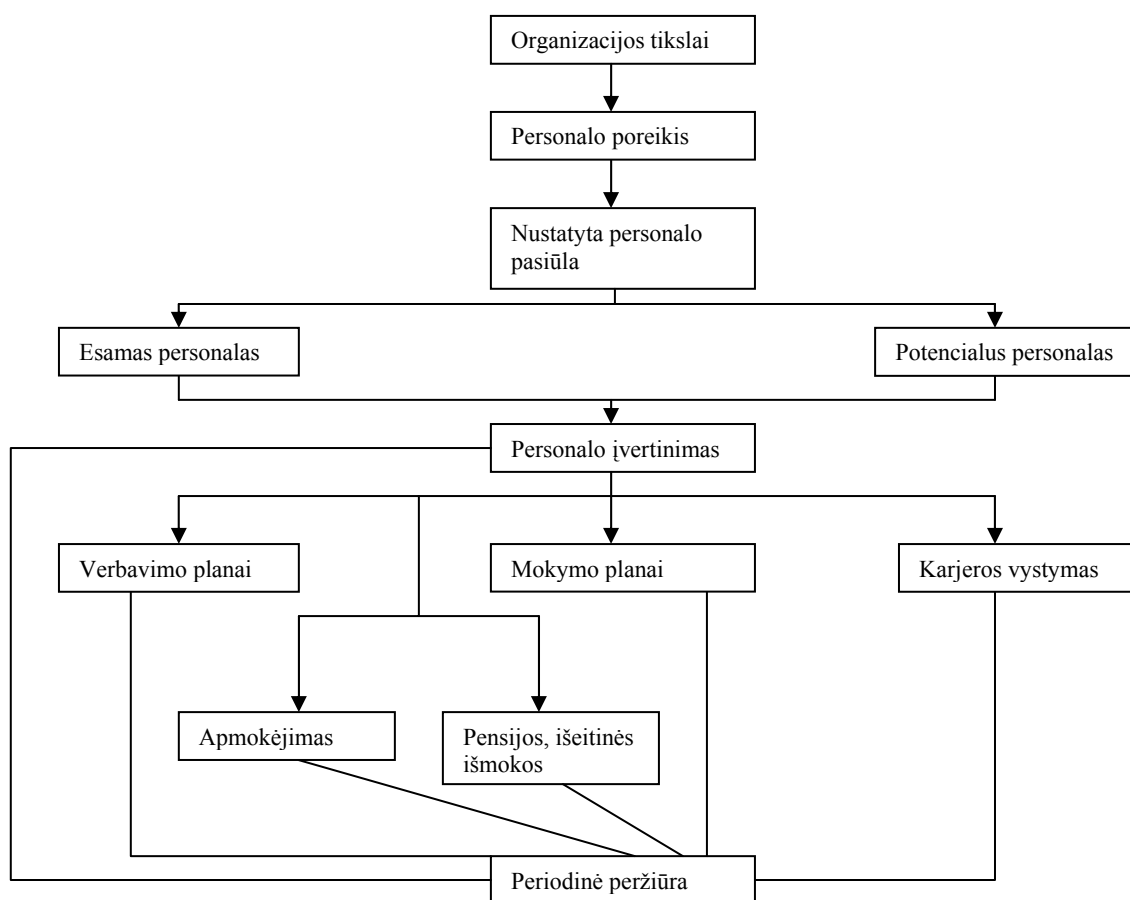 Organizacijos tikslai
Personalo poreikis
Nustatyta personalo
pasiūla
Esamas personalas
Potencialus personalas
Personalo įvertinimas
Verbavimo planai
Mokymo planai
Karjeros vystymas
Apmokėjimas
Pensijos, išeitinės
išmokos
Periodinė peržiūra